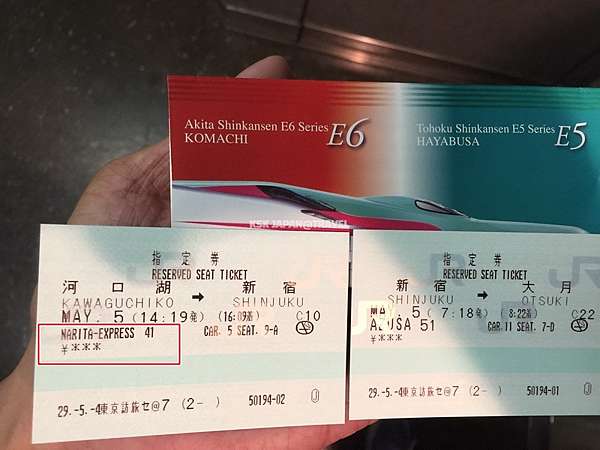 Akita Shinkansen E6 Series E6
KOMACHI
Tohoku Shinkansen E5 Series E5
HAYABUSA
KSK JAPAN@TRAVEL
指定券
RESERVED SEAT TICKET
河口湖 → 新宿
KAWAGUCHIKO SHINJUKU
MAY. 5 (14:19発) (16:09着) C10
NARITA-EXPRESS 41 CAR. 5 SEAT. 9-A
¥***
29.-5.-4東京訪旅セ@7 (2- ) 50194-02
指定券
RESERVED SEAT TICKET
新宿 → 大月
SHINJUKU OTSUKI
5 (7:18発) (8:22着) C22
AZUSA 51 CAR.11 SEAT. 7-D
¥***
29.-5.-4東京訪旅セ@7 (2- ) 50194-01